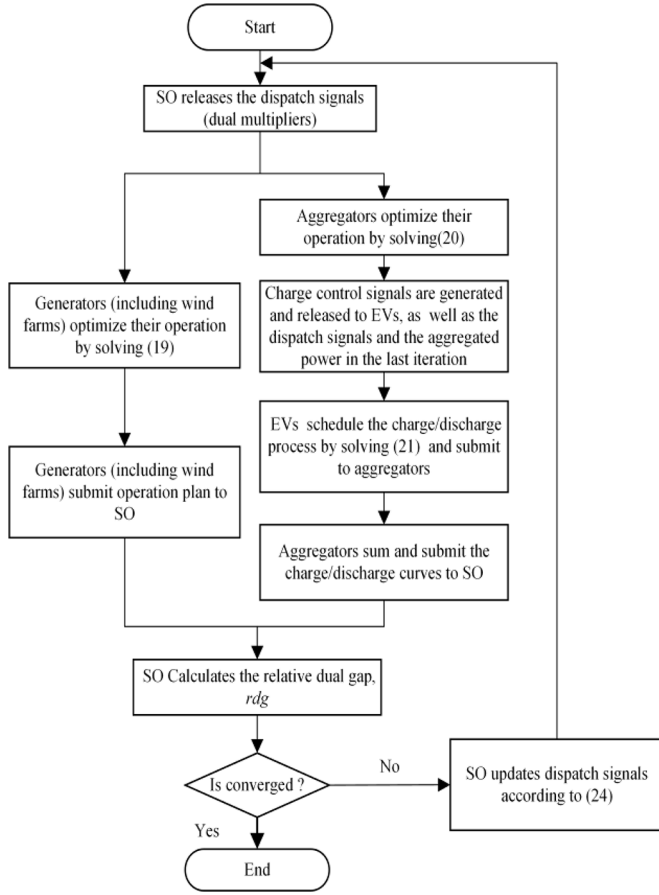 Start
SO releases the dispatch signals
(dual multipliers)
Aggregators optimize their
operation by solving(20)
Generators (including wind
farms) optimize their operation
by solving (19)
Charge control signals are generated
and released to EVs, as well as the
dispatch signals and the aggregated
power in the last iteration
EVs schedule the charge/discharge
process by solving (21) and submit
to aggregators
Generators (including wind
farms) submit operation plan to
SO
Aggregators sum and submit the
charge/discharge curves to SO
SO Calculates the relative dual gap,
rdg
Is converged ?
No
SO updates dispatch signals
according to (24)
Yes
End